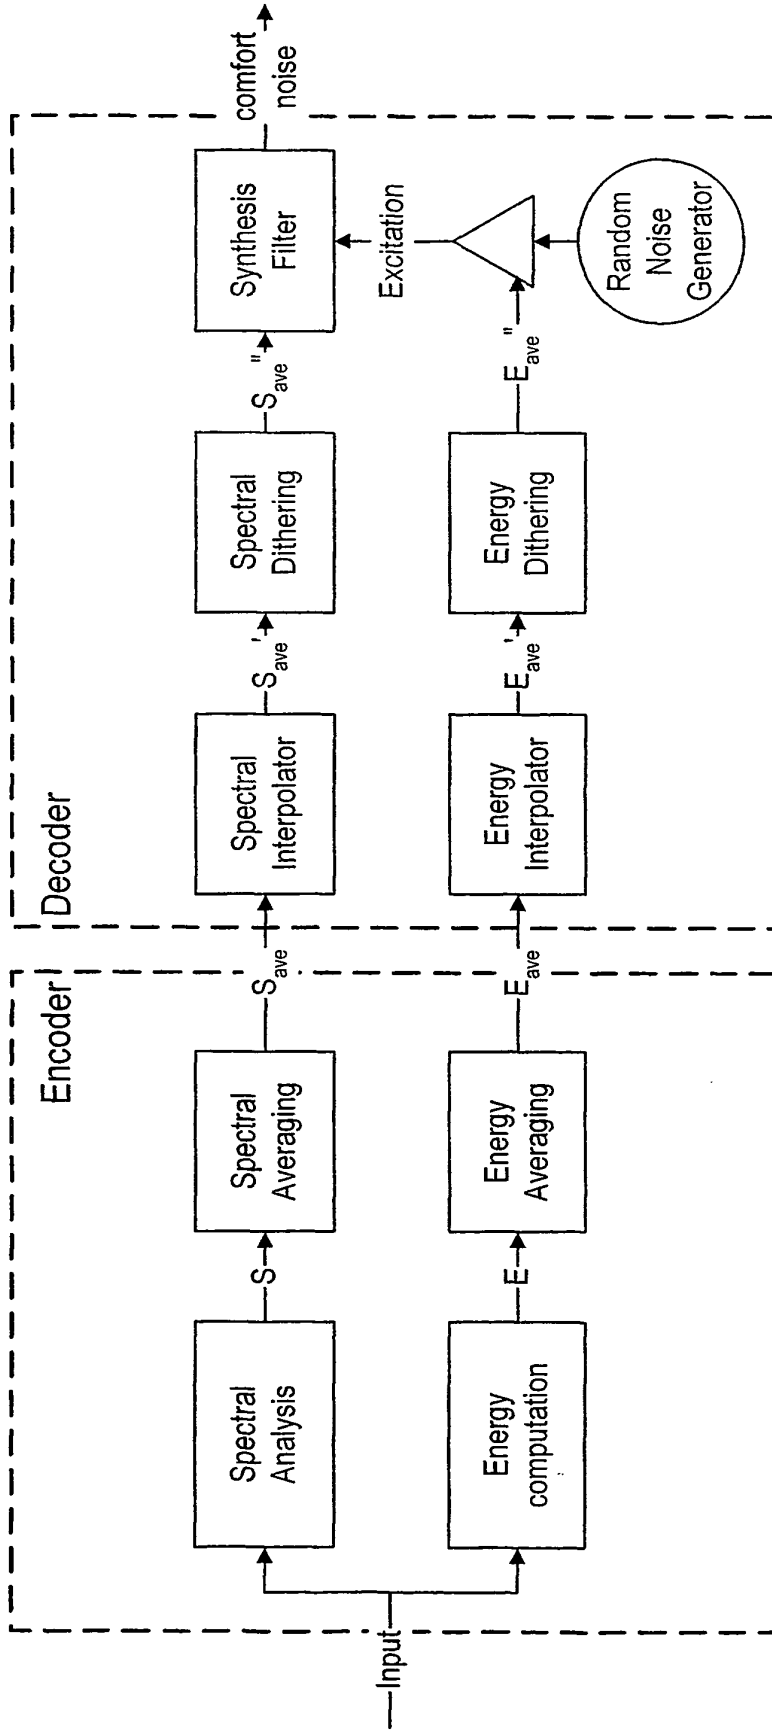 Encoder
Decoder
Input
Spectral
Analysis
S
Spectral
Averaging
S_ave
Spectral
Interpolator
S_ave'
Spectral
Dithering
S_ave"
Synthesis
Filter
comfort
noise
Energy
computation
E
Energy
Averaging
E_ave
Energy
Interpolator
E_ave'
Energy
Dithering
E_ave"
Excitation
Random
Noise
Generator